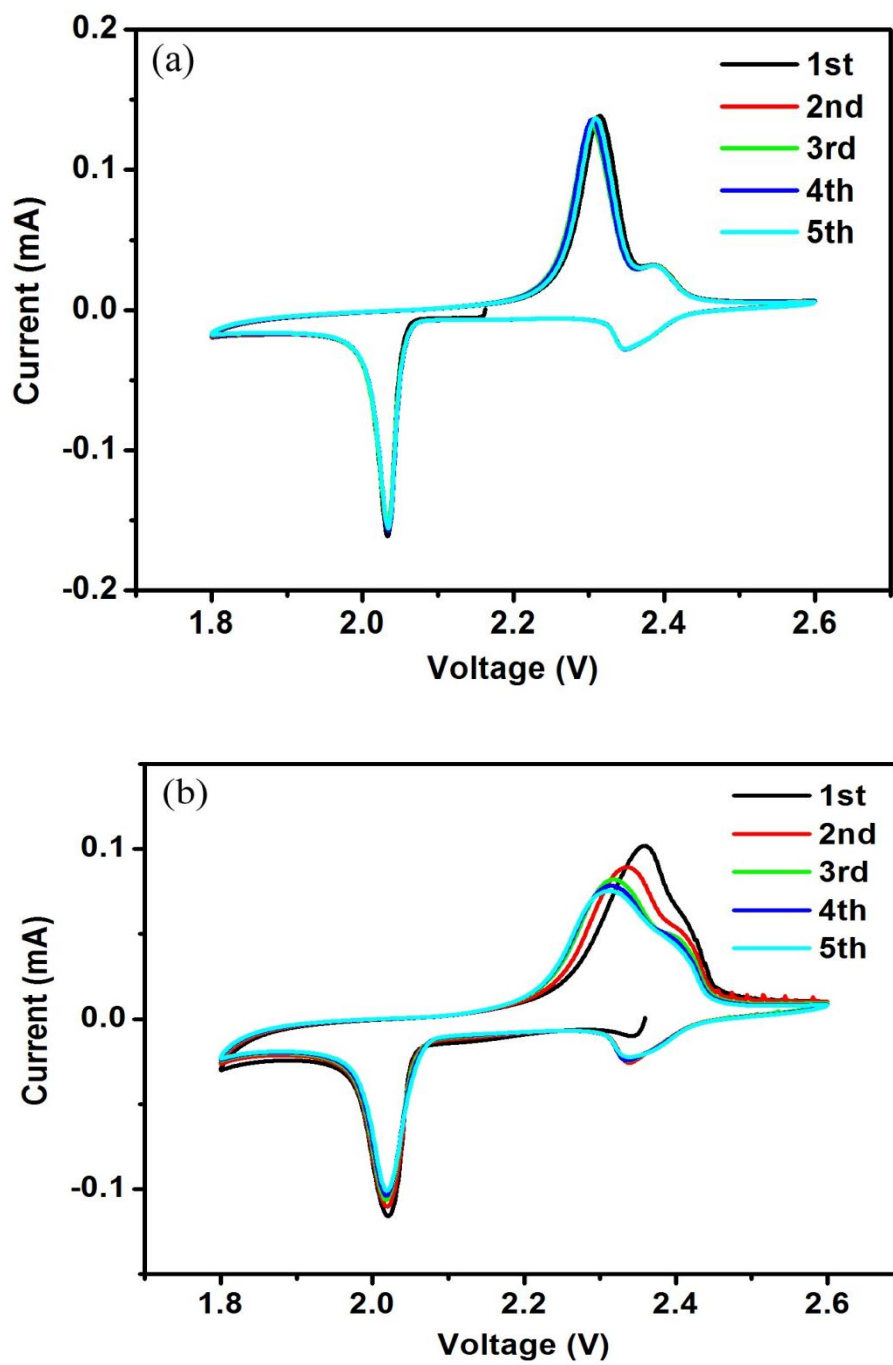 (a)
1st
2nd
3rd
4th
5th
0.2
0.1
0.0
-0.1
-0.2
Current (mA)
1.8
2.0
2.2
2.4
2.6
Voltage (V)
(b)
1st
2nd
3rd
4th
5th
0.1
0.0
-0.1
Current (mA)
1.8
2.0
2.2
2.4
2.6
Voltage (V)